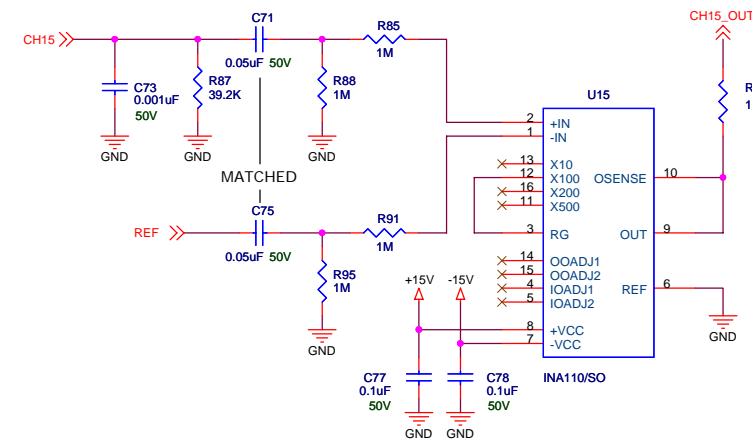 CH15
C71
0.05uF 50V
R85
1M
CH15_OUT
C73
0.001uF
50V
R87
39.2K
R88
1M
R
1
U15
GND
GND
GND
MATCHED
2
+IN
1
-IN
13
X10
12
X100
16
X200
11
X500
3
RG
14
OOADJ1
15
OOADJ2
4
IOADJ1
5
IOADJ2
8
+VCC
7
-VCC
OSENSE
10
OUT
9
REF
6
INA110/SO
REF
C75
0.05uF 50V
R91
1M
R95
1M
GND
+15V
-15V
GND
C77
0.1uF
50V
C78
0.1uF
50V
GND
GND